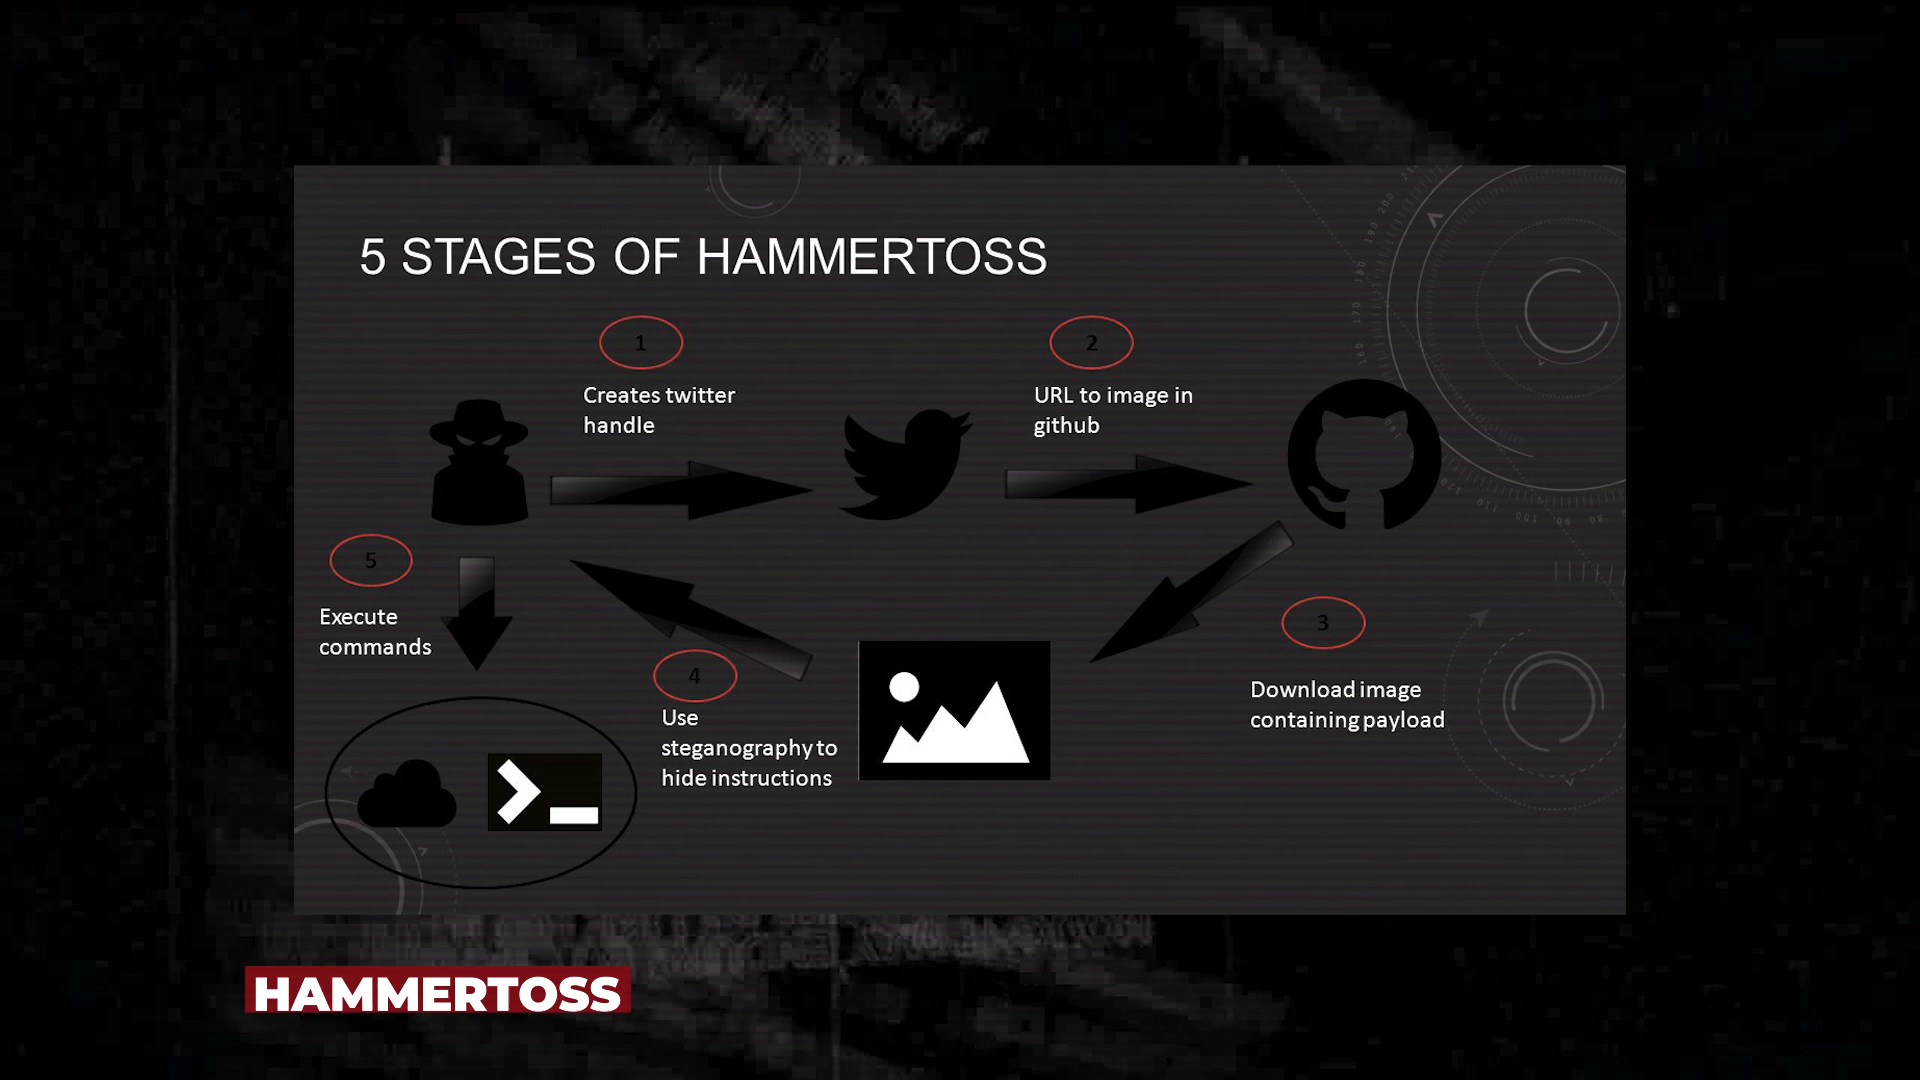 5 STAGES OF HAMMERTOSS
1
Creates twitter
handle
2
URL to image in
github
3
Download image
containing payload
4
Use
steganography to
hide instructions
5
Execute
commands
HAMMERTOSS